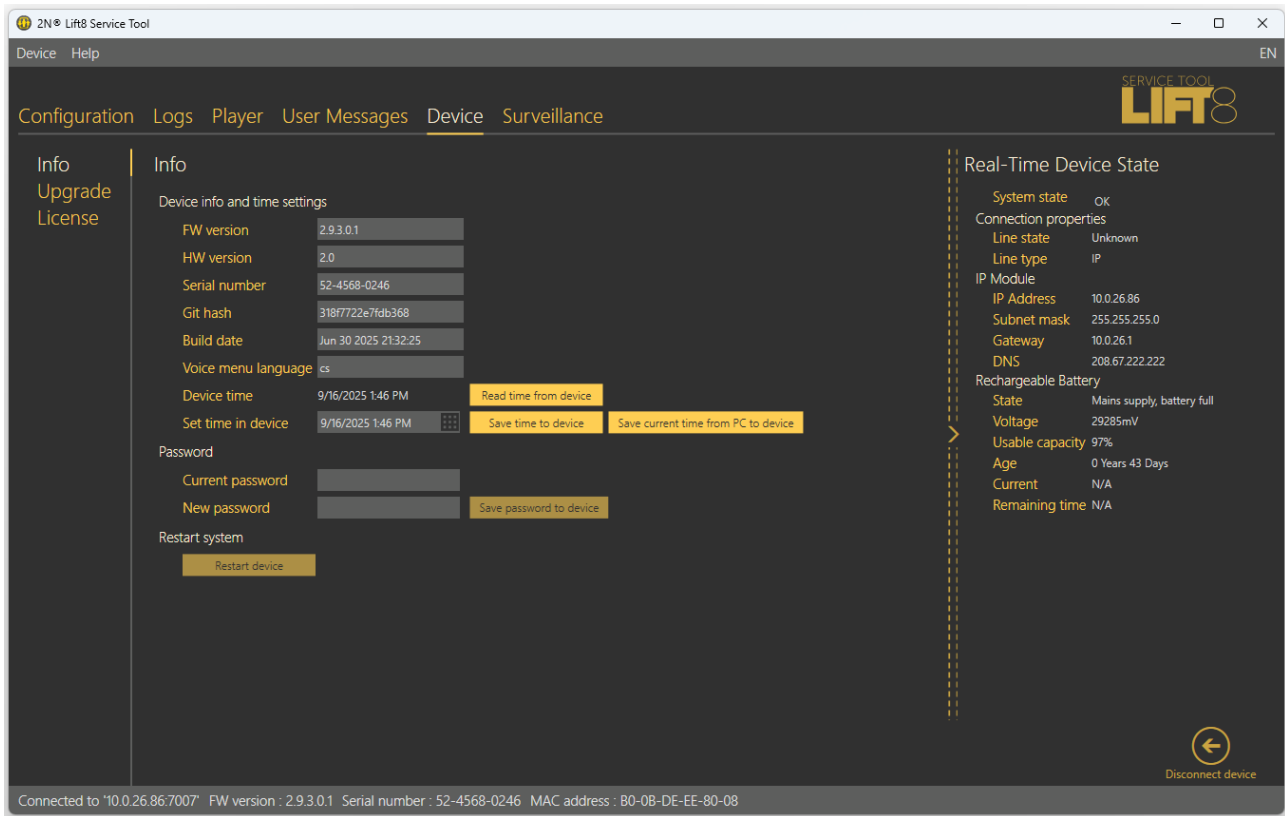 2N® Lift8 Service Tool
Device Help EN
SERVICE TOOL
LIFT8
Configuration Logs Player User Messages Device Surveillance
Info
Upgrade
License
Info
Device info and time settings
FW version 2.9.3.0.1
HW version 2.0
Serial number 52-4568-0246
Git hash 318f7722e7fdb368
Build date Jun 30 2025 21:32:25
Voice menu language cs
Device time 9/16/2025 1:46 PM Read time from device
Set time in device 9/16/2025 1:46 PM Save time to device Save current time from PC to device
Password
Current password
New password Save password to device
Restart system
Restart device
Real-Time Device State
System state OK
Connection properties
Line state Unknown
Line type IP
IP Module
IP Address 10.0.26.86
Subnet mask 255.255.255.0
Gateway 10.0.26.1
DNS 208.67.222.222
Rechargeable Battery
State Mains supply, battery full
Voltage 29285mV
Usable capacity 97%
Age 0 Years 43 Days
Current N/A
Remaining time N/A
Disconnect device
Connected to '10.0.26.86:7007' FW version : 2.9.3.0.1 Serial number : 52-4568-0246 MAC address : B0-0B-DE-EE-80-08